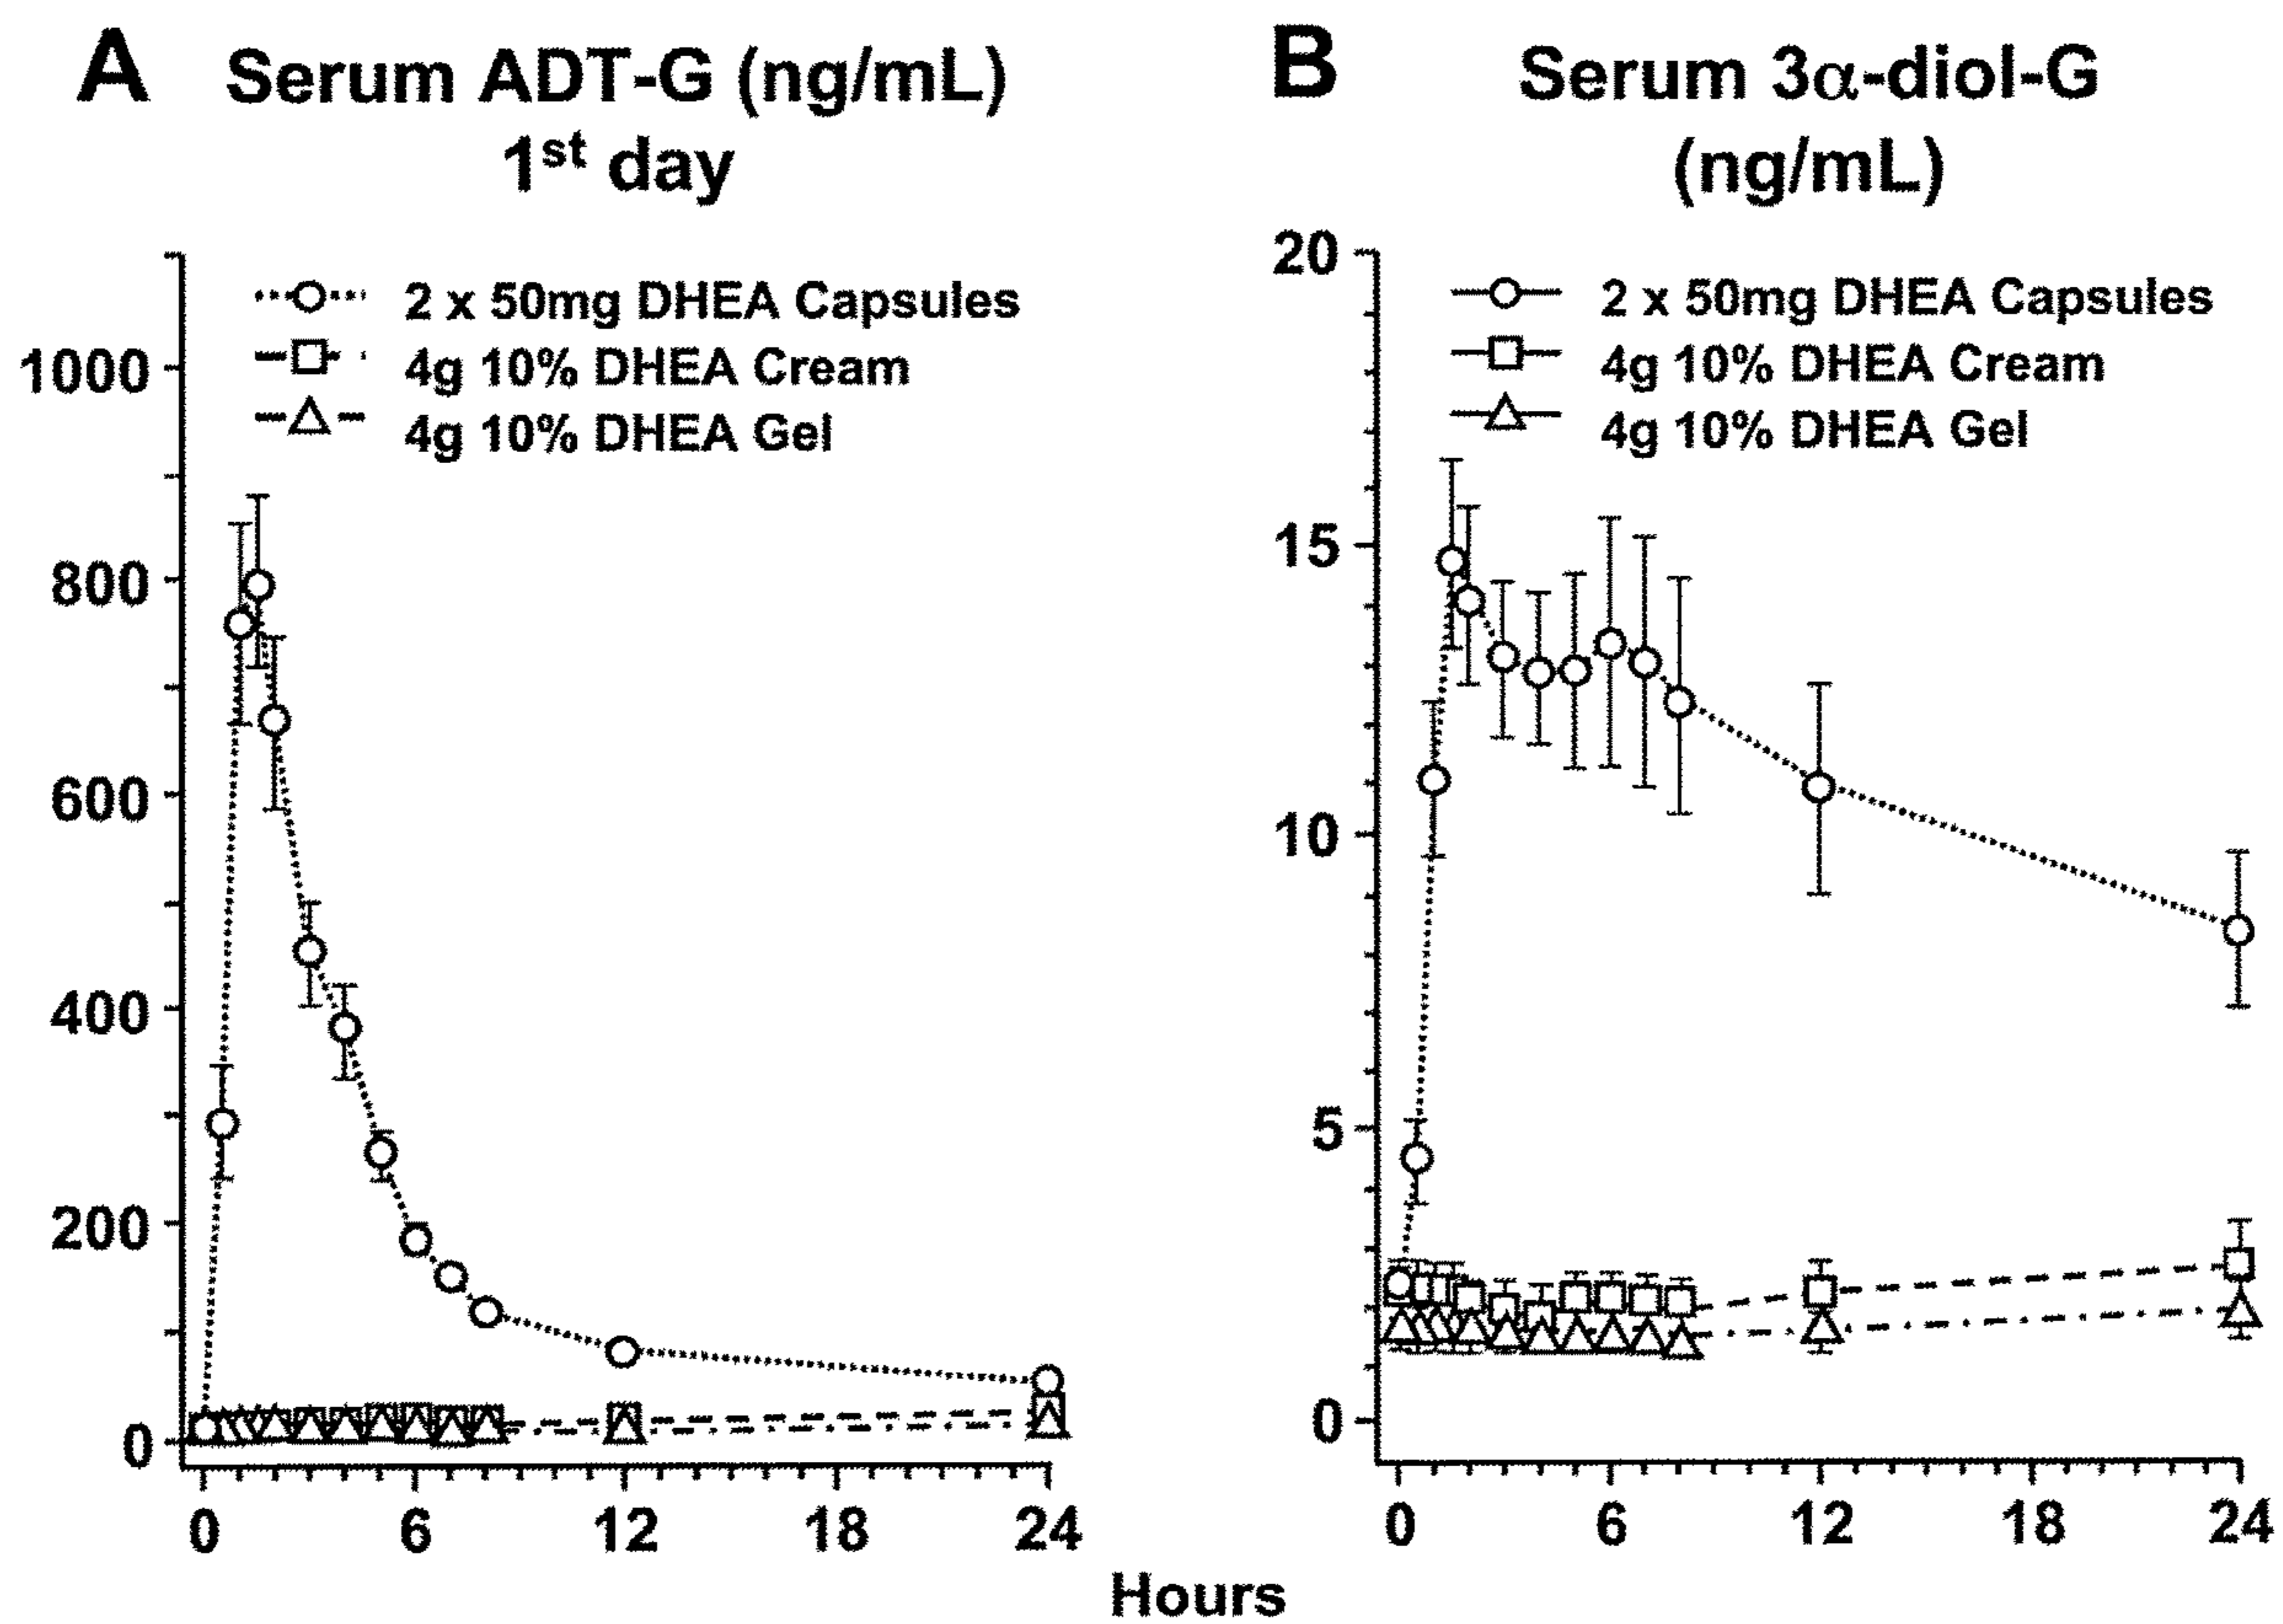 A Serum ADT-G (ng/mL)
1st day
2 x 50mg DHEA Capsules
4g 10% DHEA Cream
4g 10% DHEA Gel
1000
800
600
400
200
0
0 6 12 18 24
B Serum 3α-diol-G
(ng/mL)
2 x 50mg DHEA Capsules
4g 10% DHEA Cream
4g 10% DHEA Gel
20
15
10
5
0
0 6 12 18 24
Hours